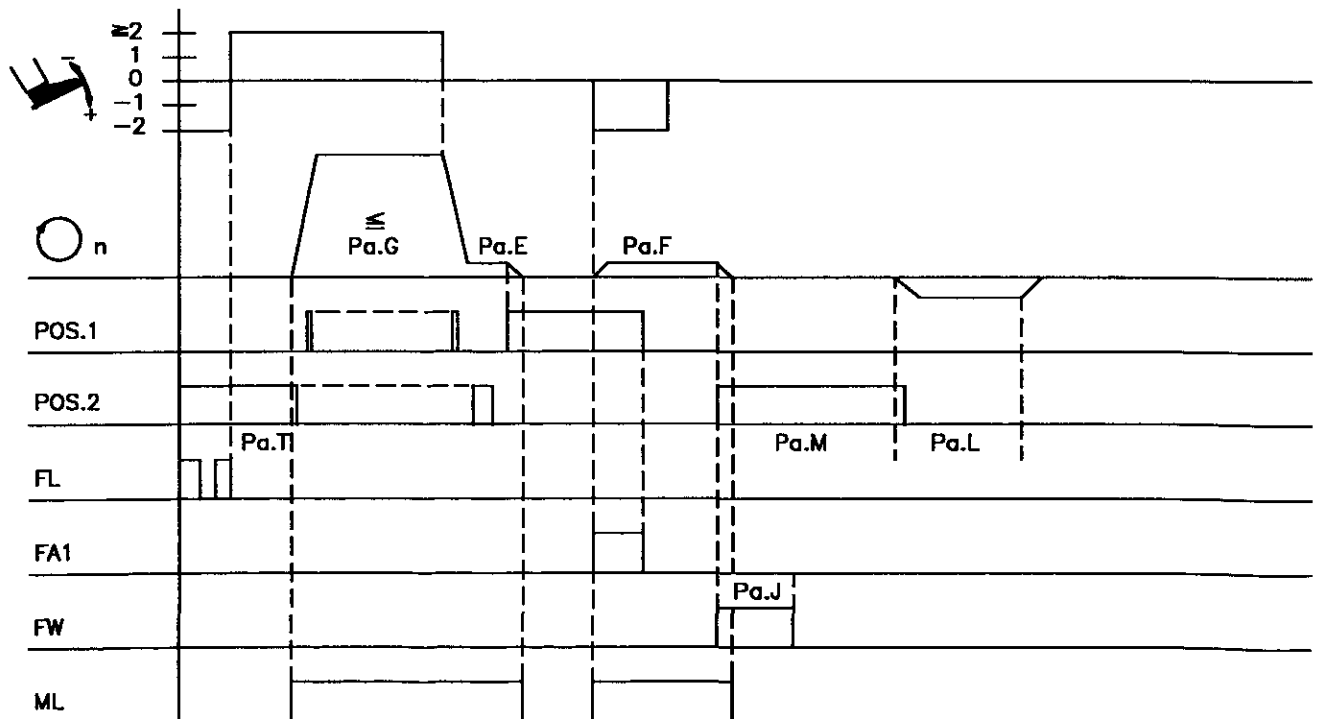 ≥2
1
0
−1
−2
−
+
n
≦
Pa.G
Pa.E
Pa.F
POS.1
POS.2
Pa.T
Pa.M
Pa.L
FL
FA1
Pa.J
FW
ML